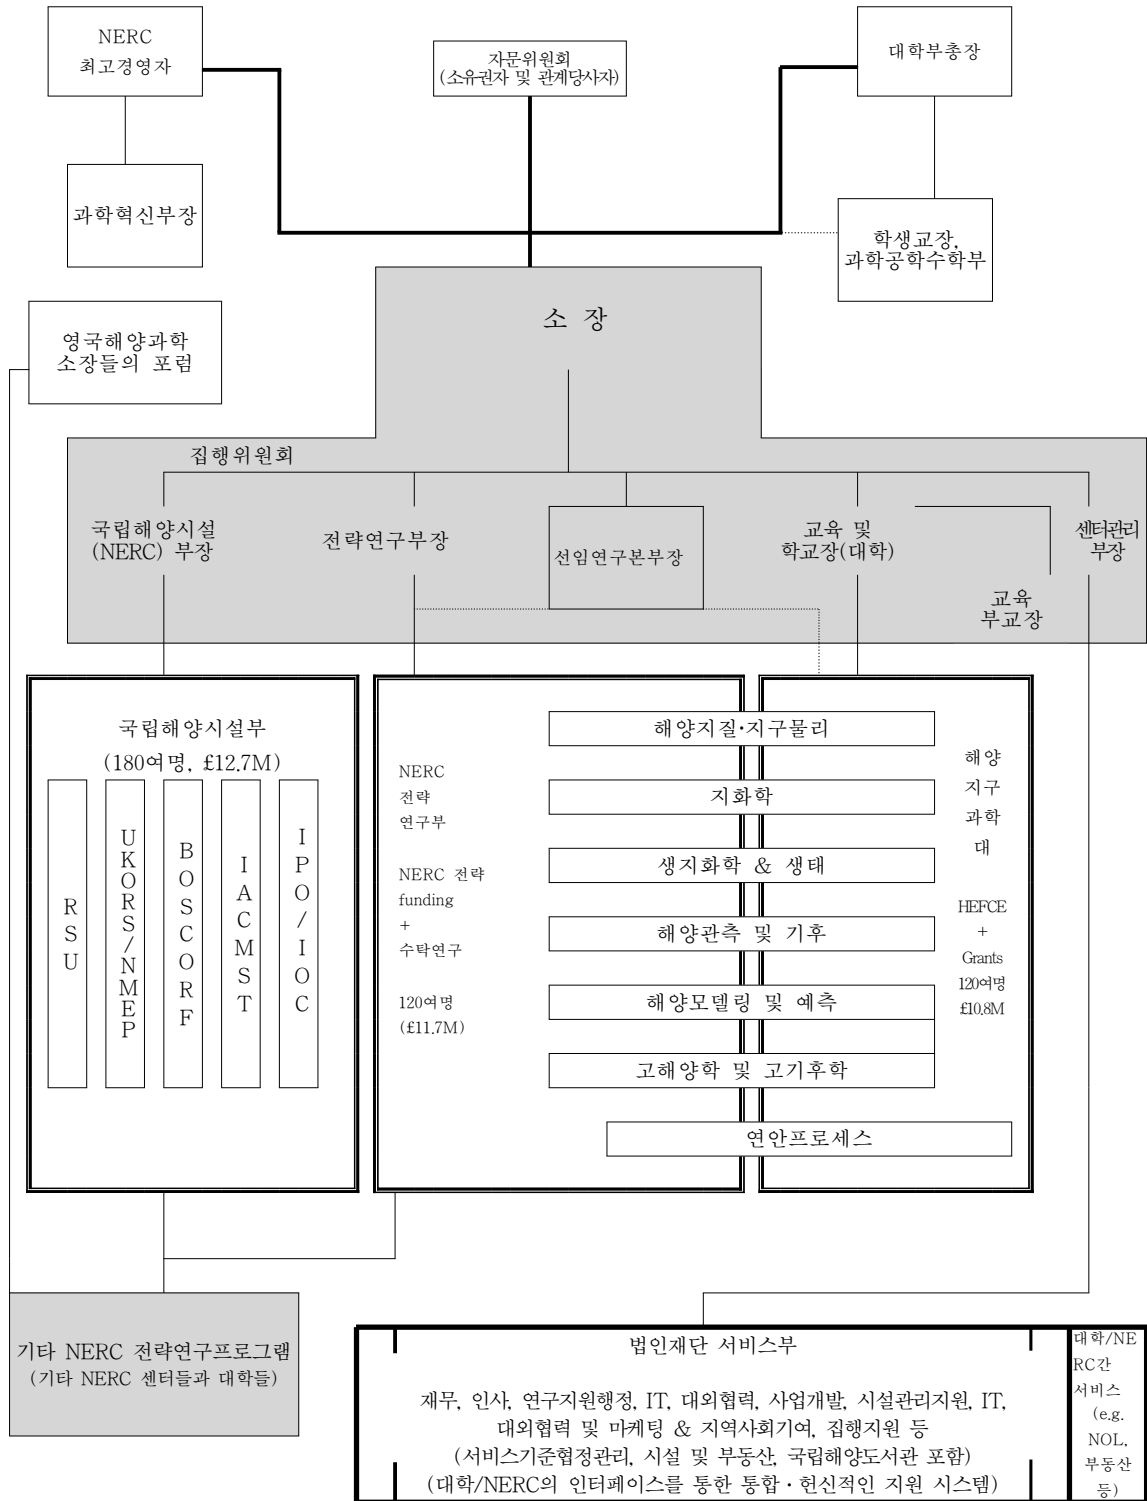 NERC
최고경영자
자문위원회
(소유권자 및 관계당사자)
대학부총장
과학혁신부장
학생교장,
과학공학수학부
소 장
영국해양과학
소장들의 포럼
집행위원회
국립해양시설
(NERC) 부장
전략연구부장
선임연구본부장
교육 및
학교장(대학)
센터관리
부장
교육
부교장
국립해양시설부
(180여명, £12.7M)
RSU
UKORS/NMEP
BOSCORF
IACMST
IPO/IOC
NERC
전략
연구부
NERC 전략
funding
+
수탁연구
120여명
(£11.7M)
해양지질·지구물리
지화학
생지화학 & 생태
해양관측 및 기후
해양모델링 및 예측
고해양학 및 고기후학
연안프로세스
해양
지구
과학
대
HEFCE
+
Grants
120여명
£10.8M
기타 NERC 전략연구프로그램
(기타 NERC 센터들과 대학들)
법인재단 서비스부
재무, 인사, 연구지원행정, IT, 대외협력, 사업개발, 시설관리지원, IT,
대외협력 및 마케팅 & 지역사회기여, 집행지원 등
(서비스기준협정관리, 시설 및 부동산, 국립해양도서관 포함)
(대학/NERC의 인터페이스를 통한 통합·헌신적인 지원 시스템)
대학/NE
RC간
서비스
(e.g.
NOL,
부동산
등)